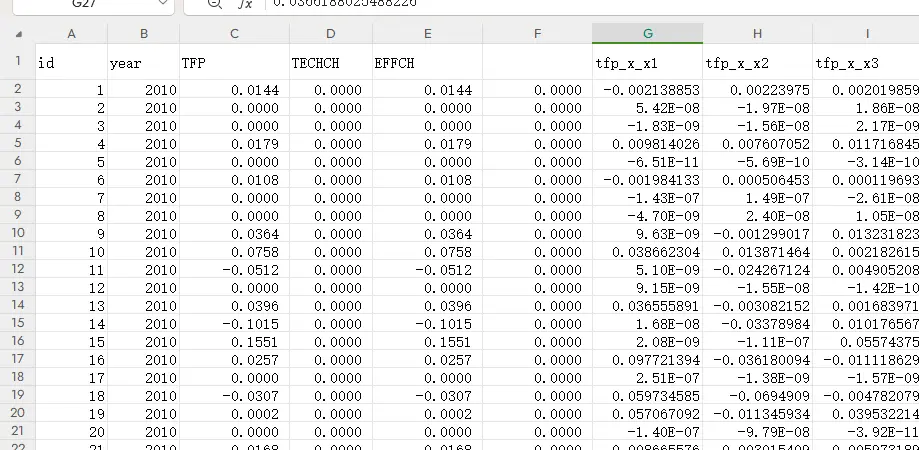 G27 fx 0.0366188025488226
A B C D E F G H I
1 id year TFP TECHCH EFFCH tfp_x_x1 tfp_x_x2 tfp_x_x3
2 1 2010 0.0144 0.0000 0.0144 0.0000 -0.002138853 0.00223975 0.002019859
3 2 2010 0.0000 0.0000 0.0000 0.0000 5.42E-08 -1.97E-08 1.86E-08
4 3 2010 0.0000 0.0000 0.0000 0.0000 -1.83E-09 -1.56E-08 2.17E-09
5 4 2010 0.0179 0.0000 0.0179 0.0000 0.009814026 0.007607052 0.011716845
6 5 2010 0.0000 0.0000 0.0000 0.0000 -6.51E-11 -5.69E-10 -3.14E-10
7 6 2010 0.0108 0.0000 0.0108 0.0000 -0.001984133 0.000506453 0.000119693
8 7 2010 0.0000 0.0000 0.0000 0.0000 -1.43E-07 1.49E-07 -2.61E-08
9 8 2010 0.0000 0.0000 0.0000 0.0000 -4.70E-09 2.40E-08 1.05E-08
10 9 2010 0.0364 0.0000 0.0364 0.0000 9.63E-09 -0.001299017 0.013231823
11 10 2010 0.0758 0.0000 0.0758 0.0000 0.038662304 0.013871464 0.002182615
12 11 2010 -0.0512 0.0000 -0.0512 0.0000 5.10E-09 -0.024267124 0.004905208
13 12 2010 0.0000 0.0000 0.0000 0.0000 9.15E-09 -1.55E-08 -1.42E-10
14 13 2010 0.0396 0.0000 0.0396 0.0000 0.036555891 -0.003082152 0.001683971
15 14 2010 -0.1015 0.0000 -0.1015 0.0000 1.68E-08 -0.03378984 0.010176567
16 15 2010 0.1551 0.0000 0.1551 0.0000 2.08E-09 -1.11E-07 0.05574375
17 16 2010 0.0257 0.0000 0.0257 0.0000 0.097721394 -0.036180094 -0.011118629
18 17 2010 0.0000 0.0000 0.0000 0.0000 2.51E-07 -1.38E-09 -1.57E-09
19 18 2010 -0.0307 0.0000 -0.0307 0.0000 0.059734585 -0.0694909 -0.004782079
20 19 2010 0.0002 0.0000 0.0002 0.0000 0.057067092 -0.011345934 0.039532214
21 20 2010 0.0000 0.0000 0.0000 0.0000 -1.40E-07 -9.79E-08 -3.92E-11
22 21 2010 0.0168 0.0000 0.0168 0.0000